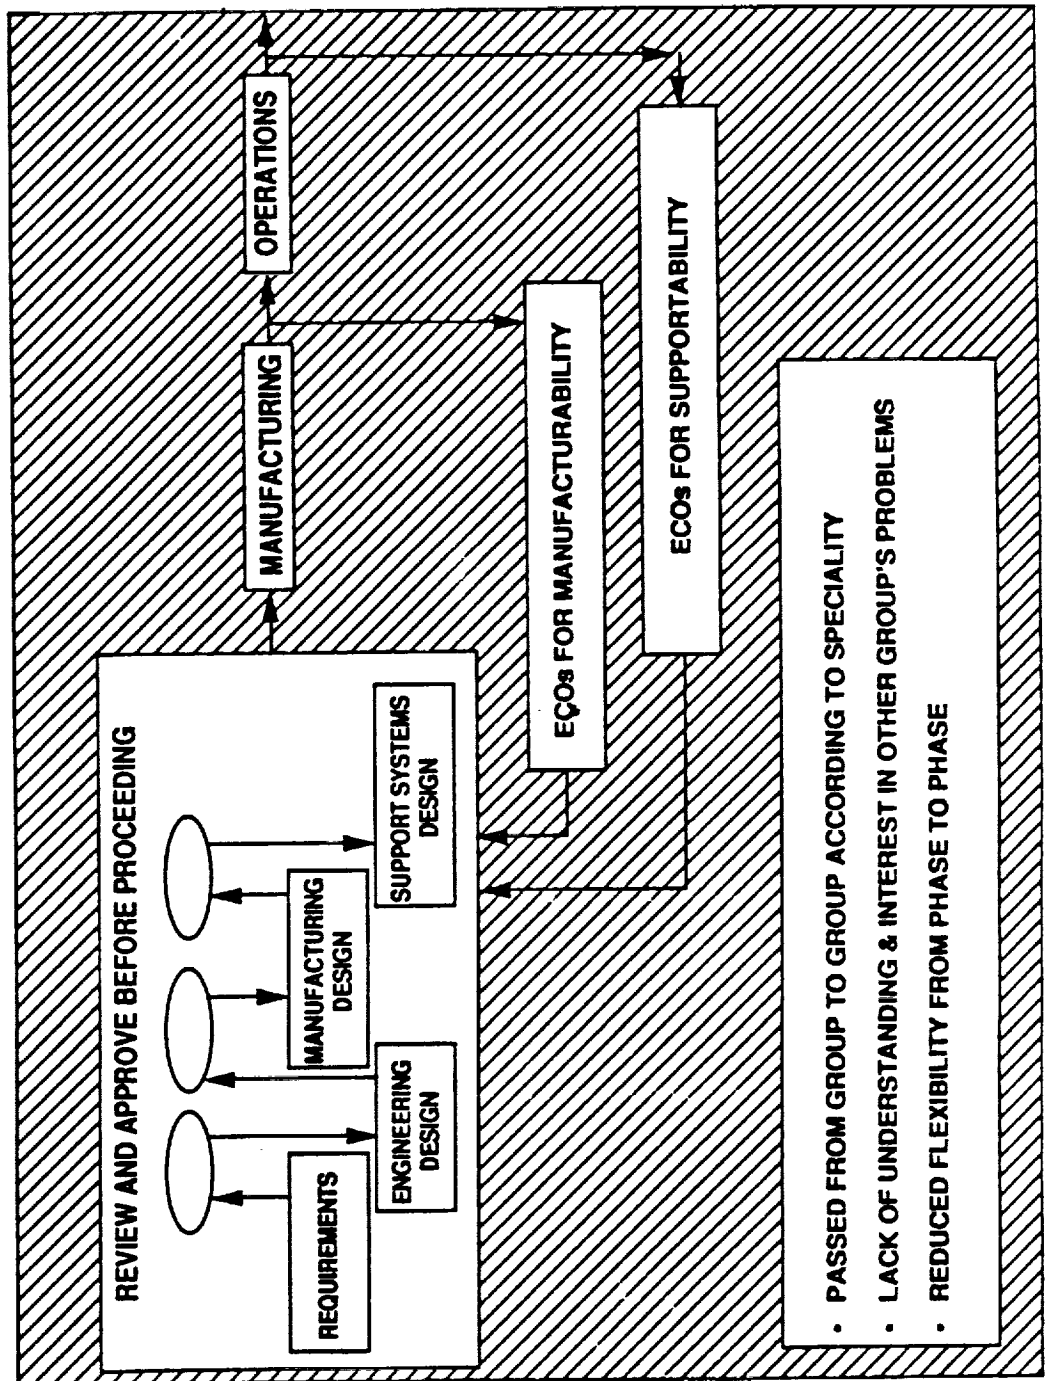 REVIEW AND APPROVE BEFORE PROCEEDING
REQUIREMENTS
ENGINEERING
DESIGN
MANUFACTURING
DESIGN
SUPPORT SYSTEMS
DESIGN
MANUFACTURING
OPERATIONS
ECOs FOR MANUFACTURABILITY
ECOs FOR SUPPORTABILITY
• PASSED FROM GROUP TO GROUP ACCORDING TO SPECIALITY
• LACK OF UNDERSTANDING & INTEREST IN OTHER GROUP'S PROBLEMS
• REDUCED FLEXIBILITY FROM PHASE TO PHASE